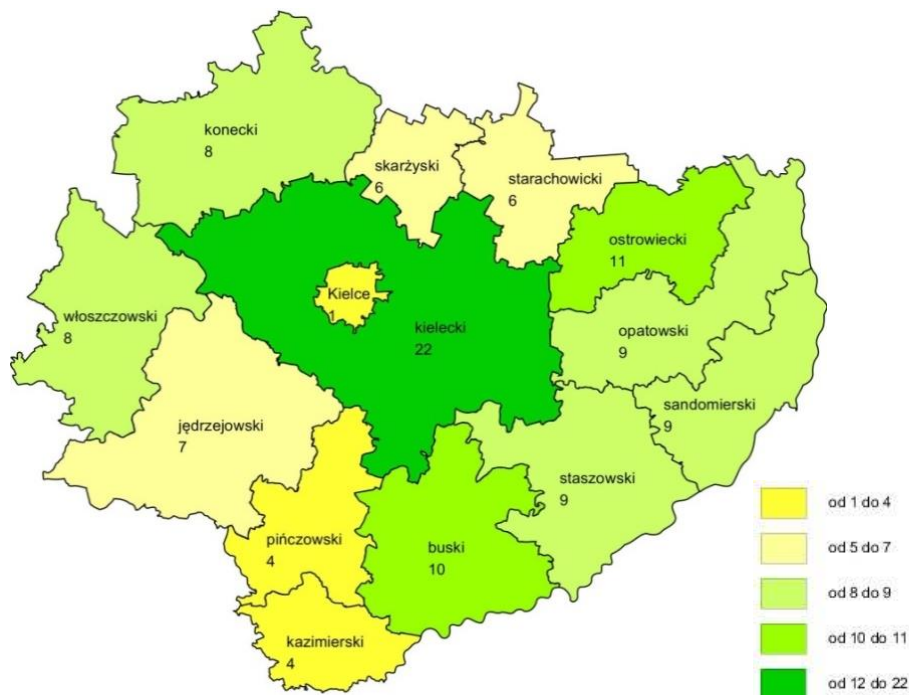 konecki
8
skarżyski
6
starachowicki
6
ostrowiecki
11
Kielce
1
włoszczowski
8
kielecki
22
opatowski
9
sandomierski
9
jędrzejowski
7
staszowski
9
pińczowski
4
buski
10
kazimierski
4
od 1 do 4
od 5 do 7
od 8 do 9
od 10 do 11
od 12 do 22